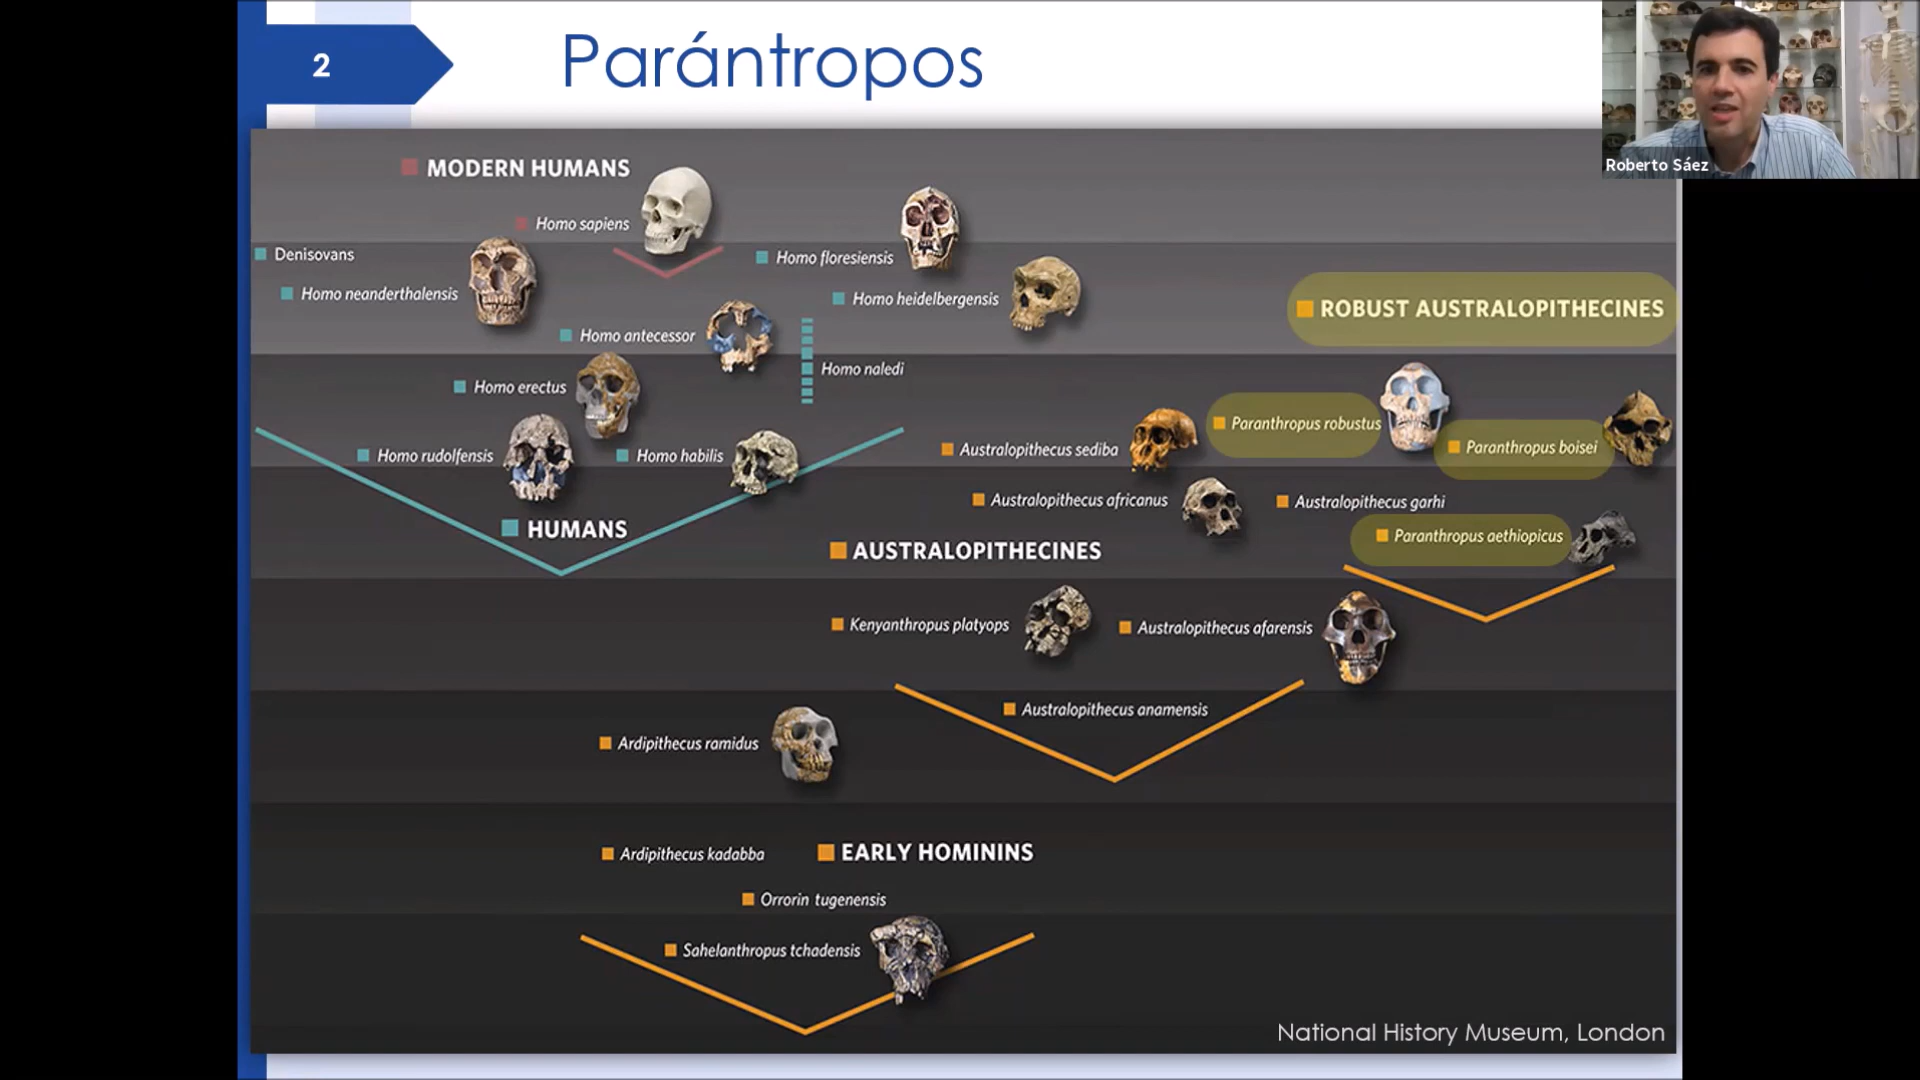 2
Parántropos
Roberto Sáez
MODERN HUMANS
Homo sapiens
Denisovans
Homo floresiensis
Homo neanderthalensis
Homo heidelbergensis
ROBUST AUSTRALOPITHECINES
Homo antecessor
Homo naledi
Homo erectus
Paranthropus robustus
Homo rudolfensis
Homo habilis
Australopithecus sediba
Paranthropus boisei
Australopithecus africanus
Australopithecus garhi
HUMANS
Paranthropus aethiopicus
AUSTRALOPITHECINES
Kenyanthropus platyops
Australopithecus afarensis
Australopithecus anamensis
Ardipithecus ramidus
Ardipithecus kadabba
EARLY HOMININS
Orrorin tugenensis
Sahelanthropus tchadensis
National History Museum, London